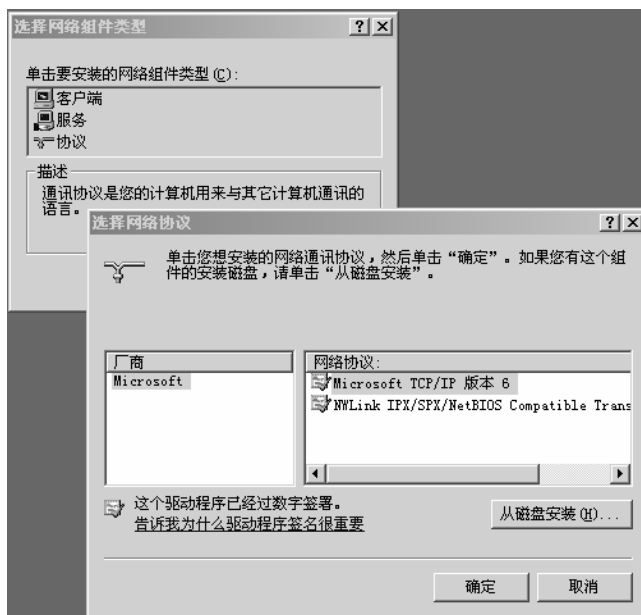 选择网络组件类型
单击要安装的网络组件类型(C):
客户端
服务
协议
描述
通讯协议是您的计算机用来与其它计算机通讯的
语言。
选择网络协议
单击您想安装的网络通讯协议，然后单击“确定”。如果您有这个组
件的安装磁盘，请单击“从磁盘安装”。
厂商
Microsoft
网络协议:
Microsoft TCP/IP 版本 6
NWLink IPX/SPX/NetBIOS Compatible Trans
这个驱动程序已经过数字签署。
告诉我为什么驱动程序签名很重要
从磁盘安装(H)...
确定
取消